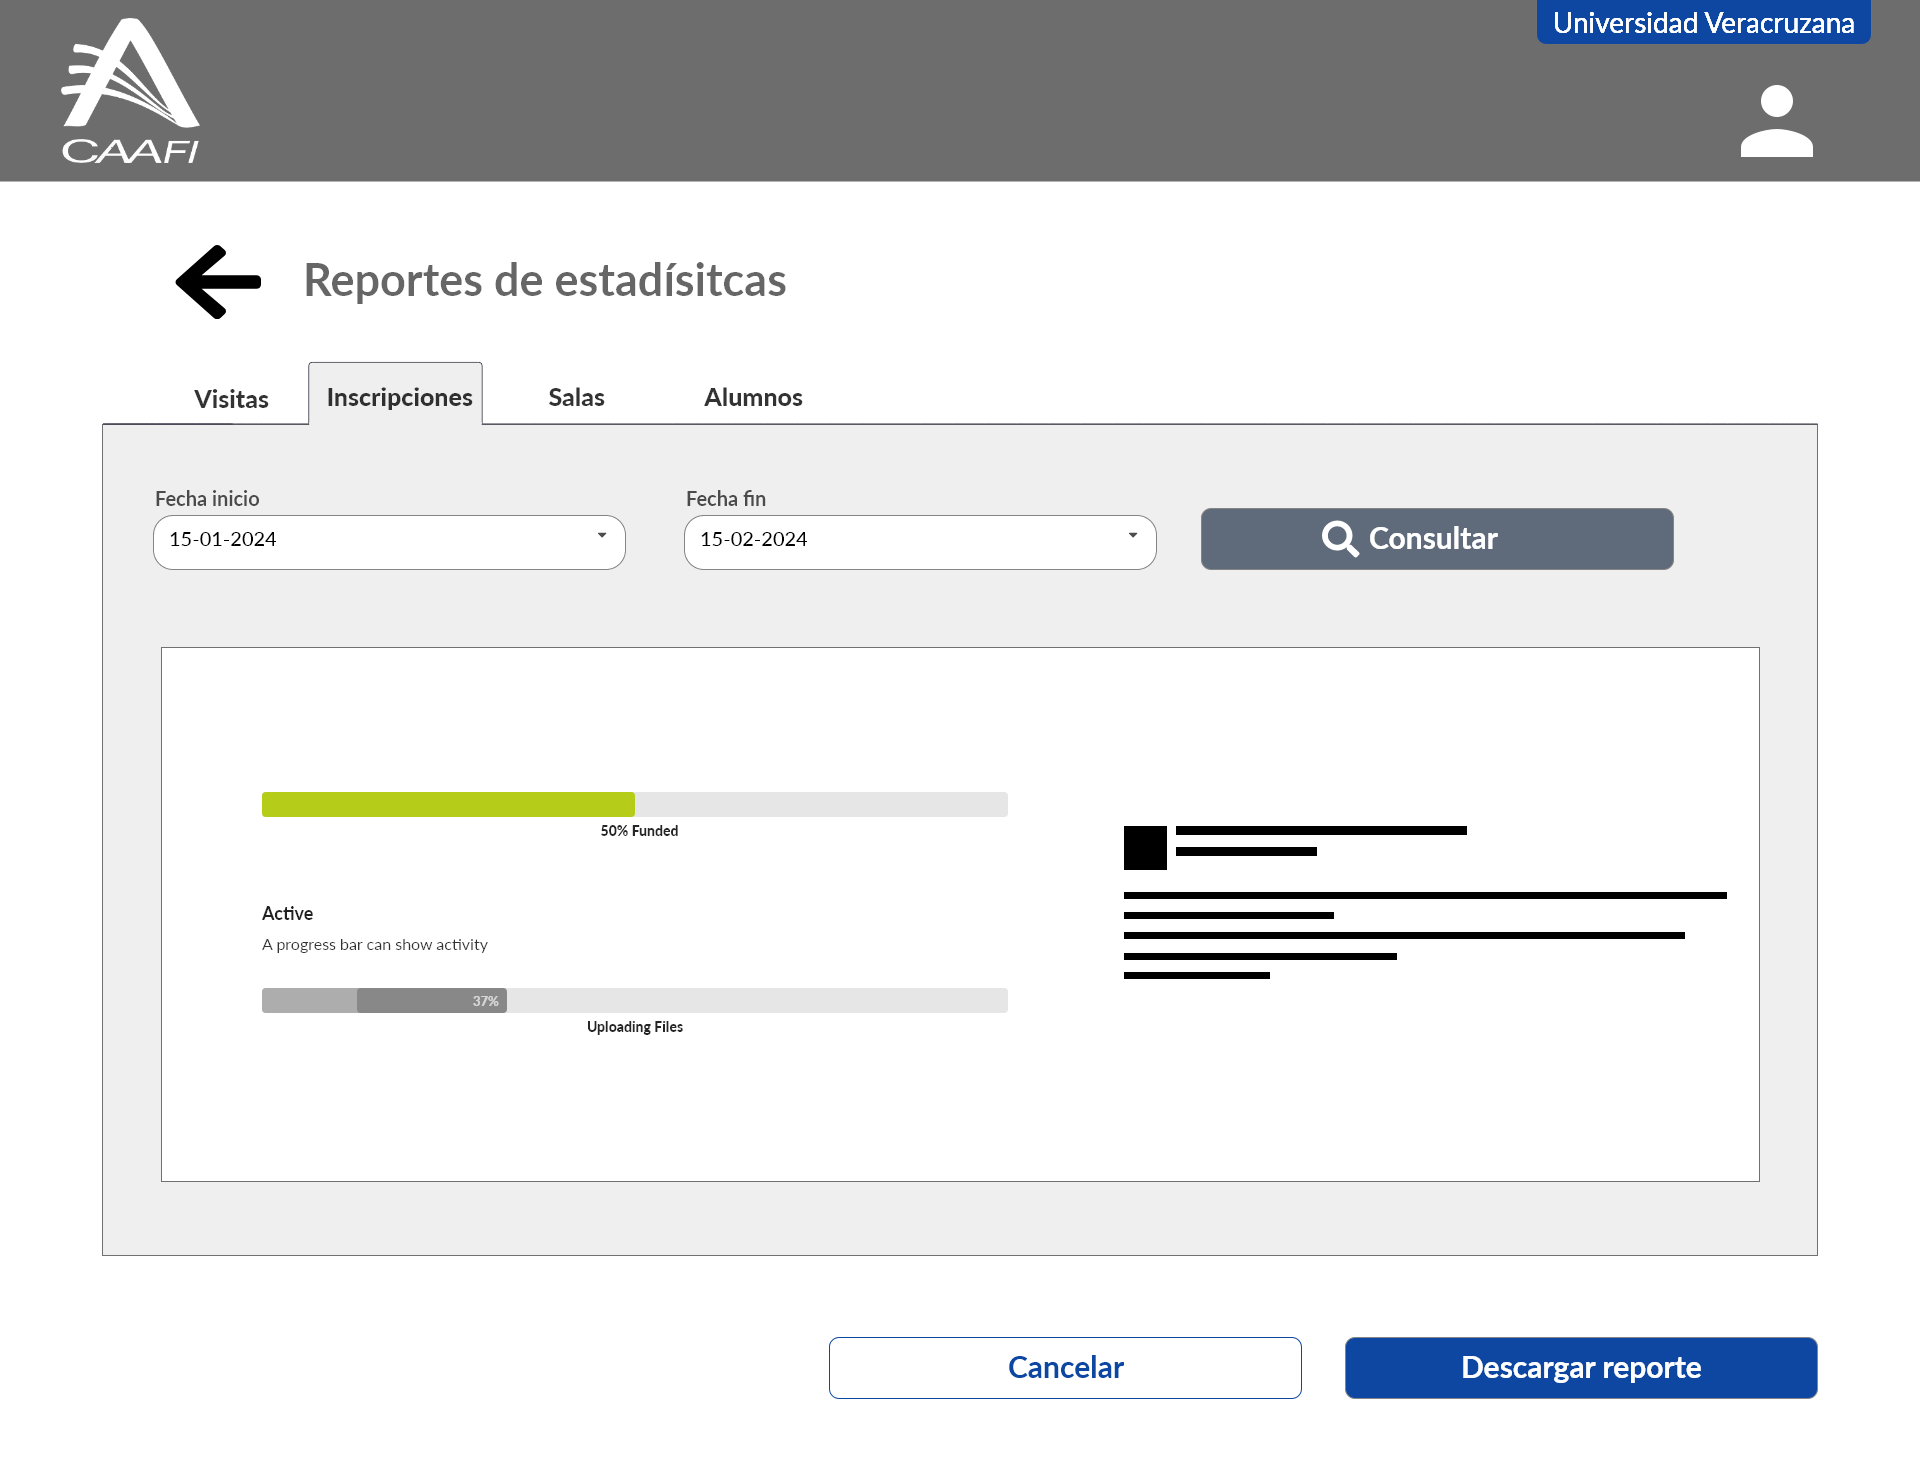 Universidad Veracruzana
CAAFI
Reportes de estadísitcas
Visitas
Inscripciones
Salas
Alumnos
Fecha inicio
15-01-2024
Fecha fin
15-02-2024
Consultar
50% Funded
Active
A progress bar can show activity
37%
Uploading Files
Cancelar
Descargar reporte